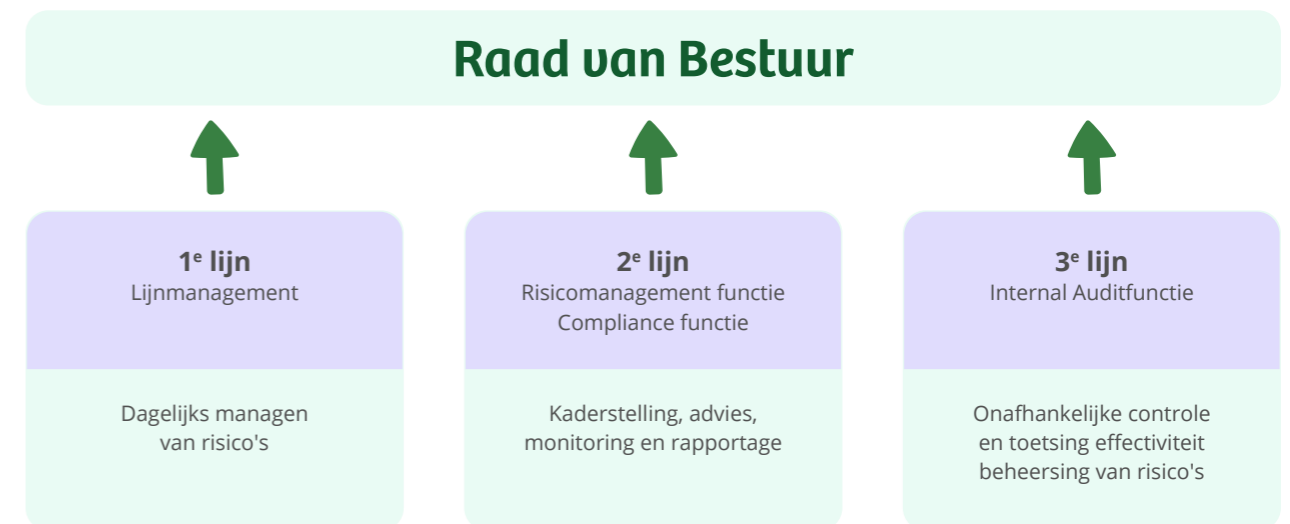 Raad van Bestuur
1e lijn
Lijnmanagement
Dagelijks managen
van risico's
2e lijn
Risicomanagement functie
Compliance functie
Kaderstelling, advies,
monitoring en rapportage
3e lijn
Internal Auditfunctie
Onafhankelijke controle
en toetsing effectiviteit
beheersing van risico's